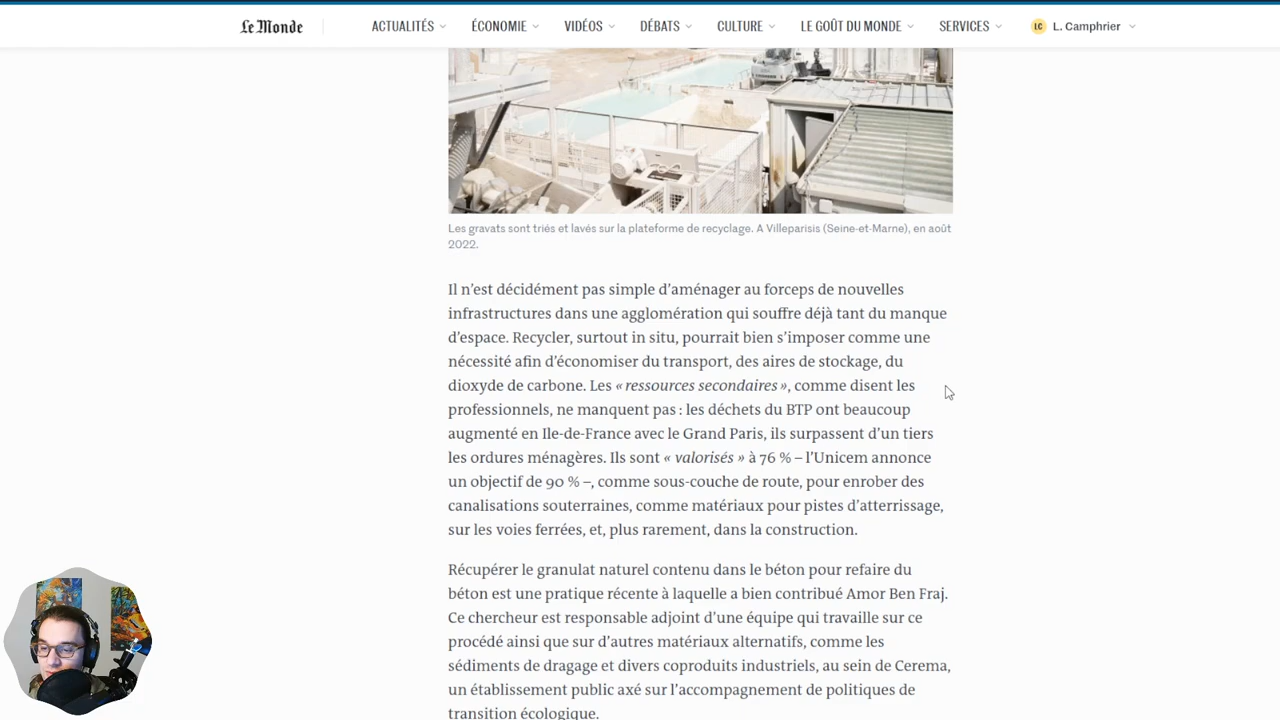 Le Monde
ACTUALITÉS
ÉCONOMIE
VIDÉOS
DÉBATS
CULTURE
LE GOÛT DU MONDE
SERVICES
LC
L. Camphrier
Les gravats sont triés et lavés sur la plateforme de recyclage. A Villeparisis (Seine-et-Marne), en août
2022.
Il n’est décidément pas simple d’aménager au forceps de nouvelles
infrastructures dans une agglomération qui souffre déjà tant du manque
d’espace. Recycler, surtout in situ, pourrait bien s’imposer comme une
nécessité afin d’économiser du transport, des aires de stockage, du
dioxyde de carbone. Les « ressources secondaires », comme disent les
professionnels, ne manquent pas : les déchets du BTP ont beaucoup
augmenté en Ile-de-France avec le Grand Paris, ils surpassent d’un tiers
les ordures ménagères. Ils sont « valorisés » à 76 % – l’Unicem annonce
un objectif de 90 % –, comme sous-couche de route, pour enrober des
canalisations souterraines, comme matériaux pour pistes d’atterrissage,
sur les voies ferrées, et, plus rarement, dans la construction.
Récupérer le granulat naturel contenu dans le béton pour refaire du
béton est une pratique récente à laquelle a bien contribué Amor Ben Fraj.
Ce chercheur est responsable adjoint d’une équipe qui travaille sur ce
procédé ainsi que sur d’autres matériaux alternatifs, comme les
sédiments de dragage et divers coproduits industriels, au sein de Cerema,
un établissement public axé sur l’accompagnement de politiques de
transition écologique.